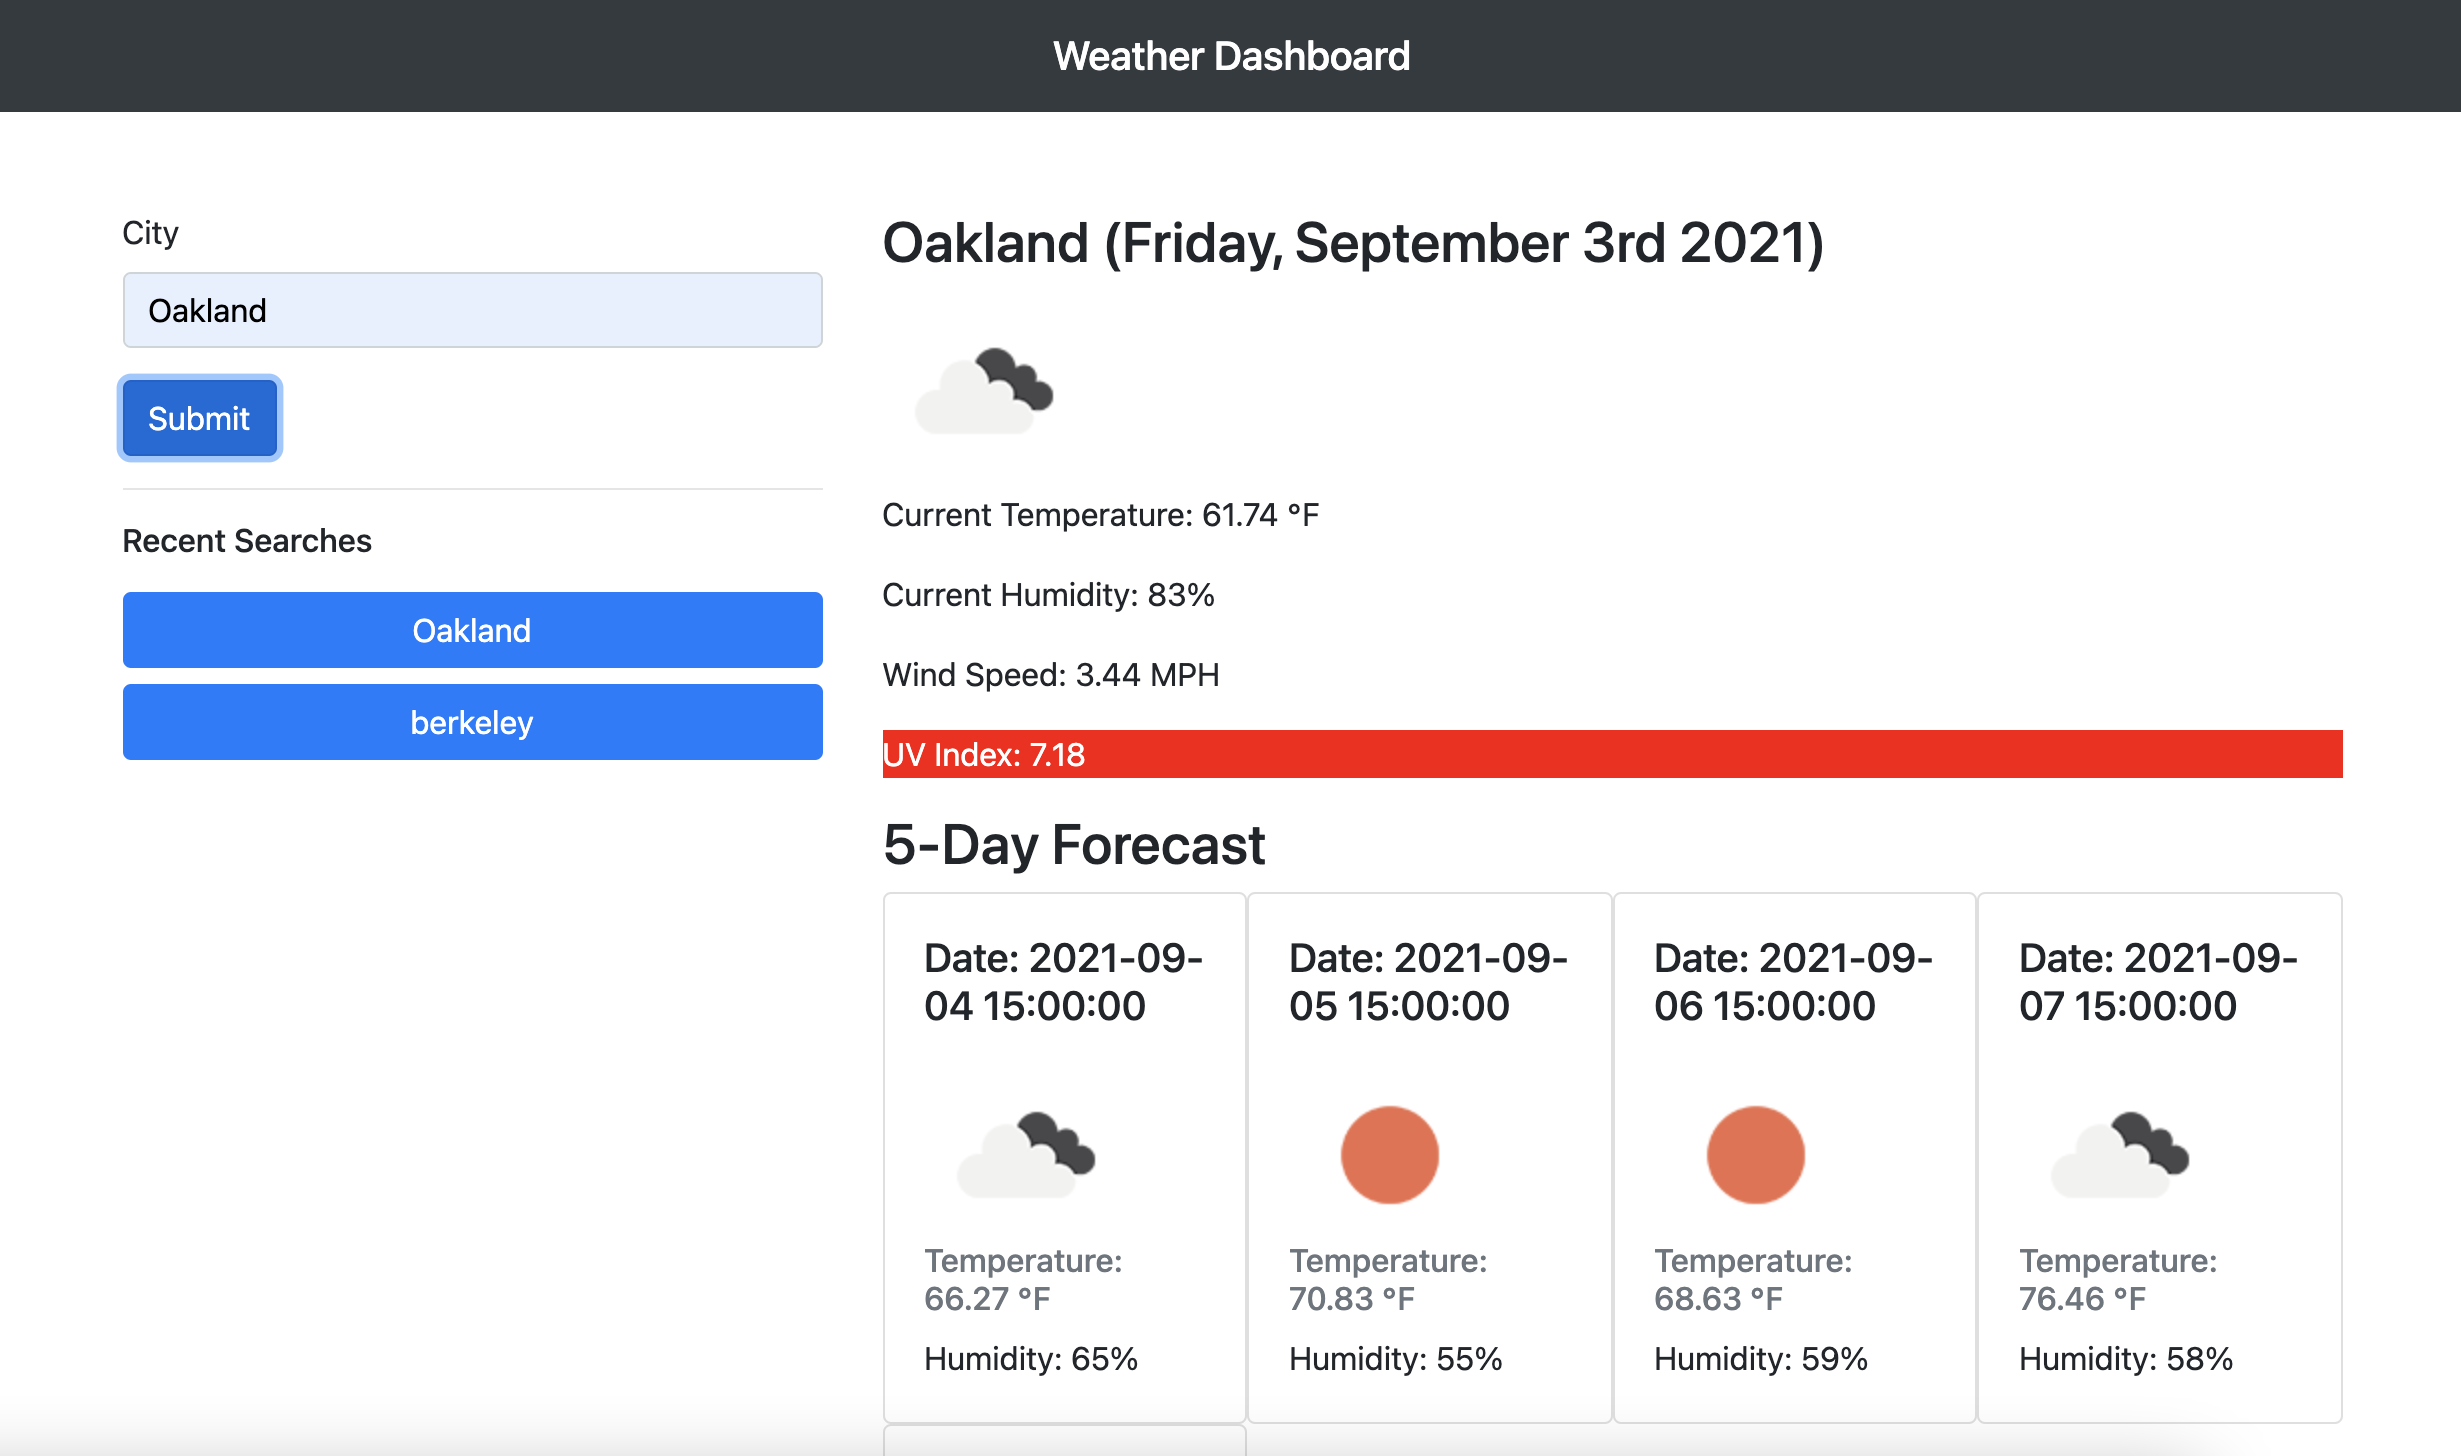 Weather Dashboard
City
Oakland
Submit
Recent Searches
Oakland
berkeley
Oakland (Friday, September 3rd 2021)
Current Temperature: 61.74 °F
Current Humidity: 83%
Wind Speed: 3.44 MPH
UV Index: 7.18
5-Day Forecast
Date: 2021-09-
04 15:00:00
Temperature:
66.27 °F
Humidity: 65%
Date: 2021-09-
05 15:00:00
Temperature:
70.83 °F
Humidity: 55%
Date: 2021-09-
06 15:00:00
Temperature:
68.63 °F
Humidity: 59%
Date: 2021-09-
07 15:00:00
Temperature:
76.46 °F
Humidity: 58%